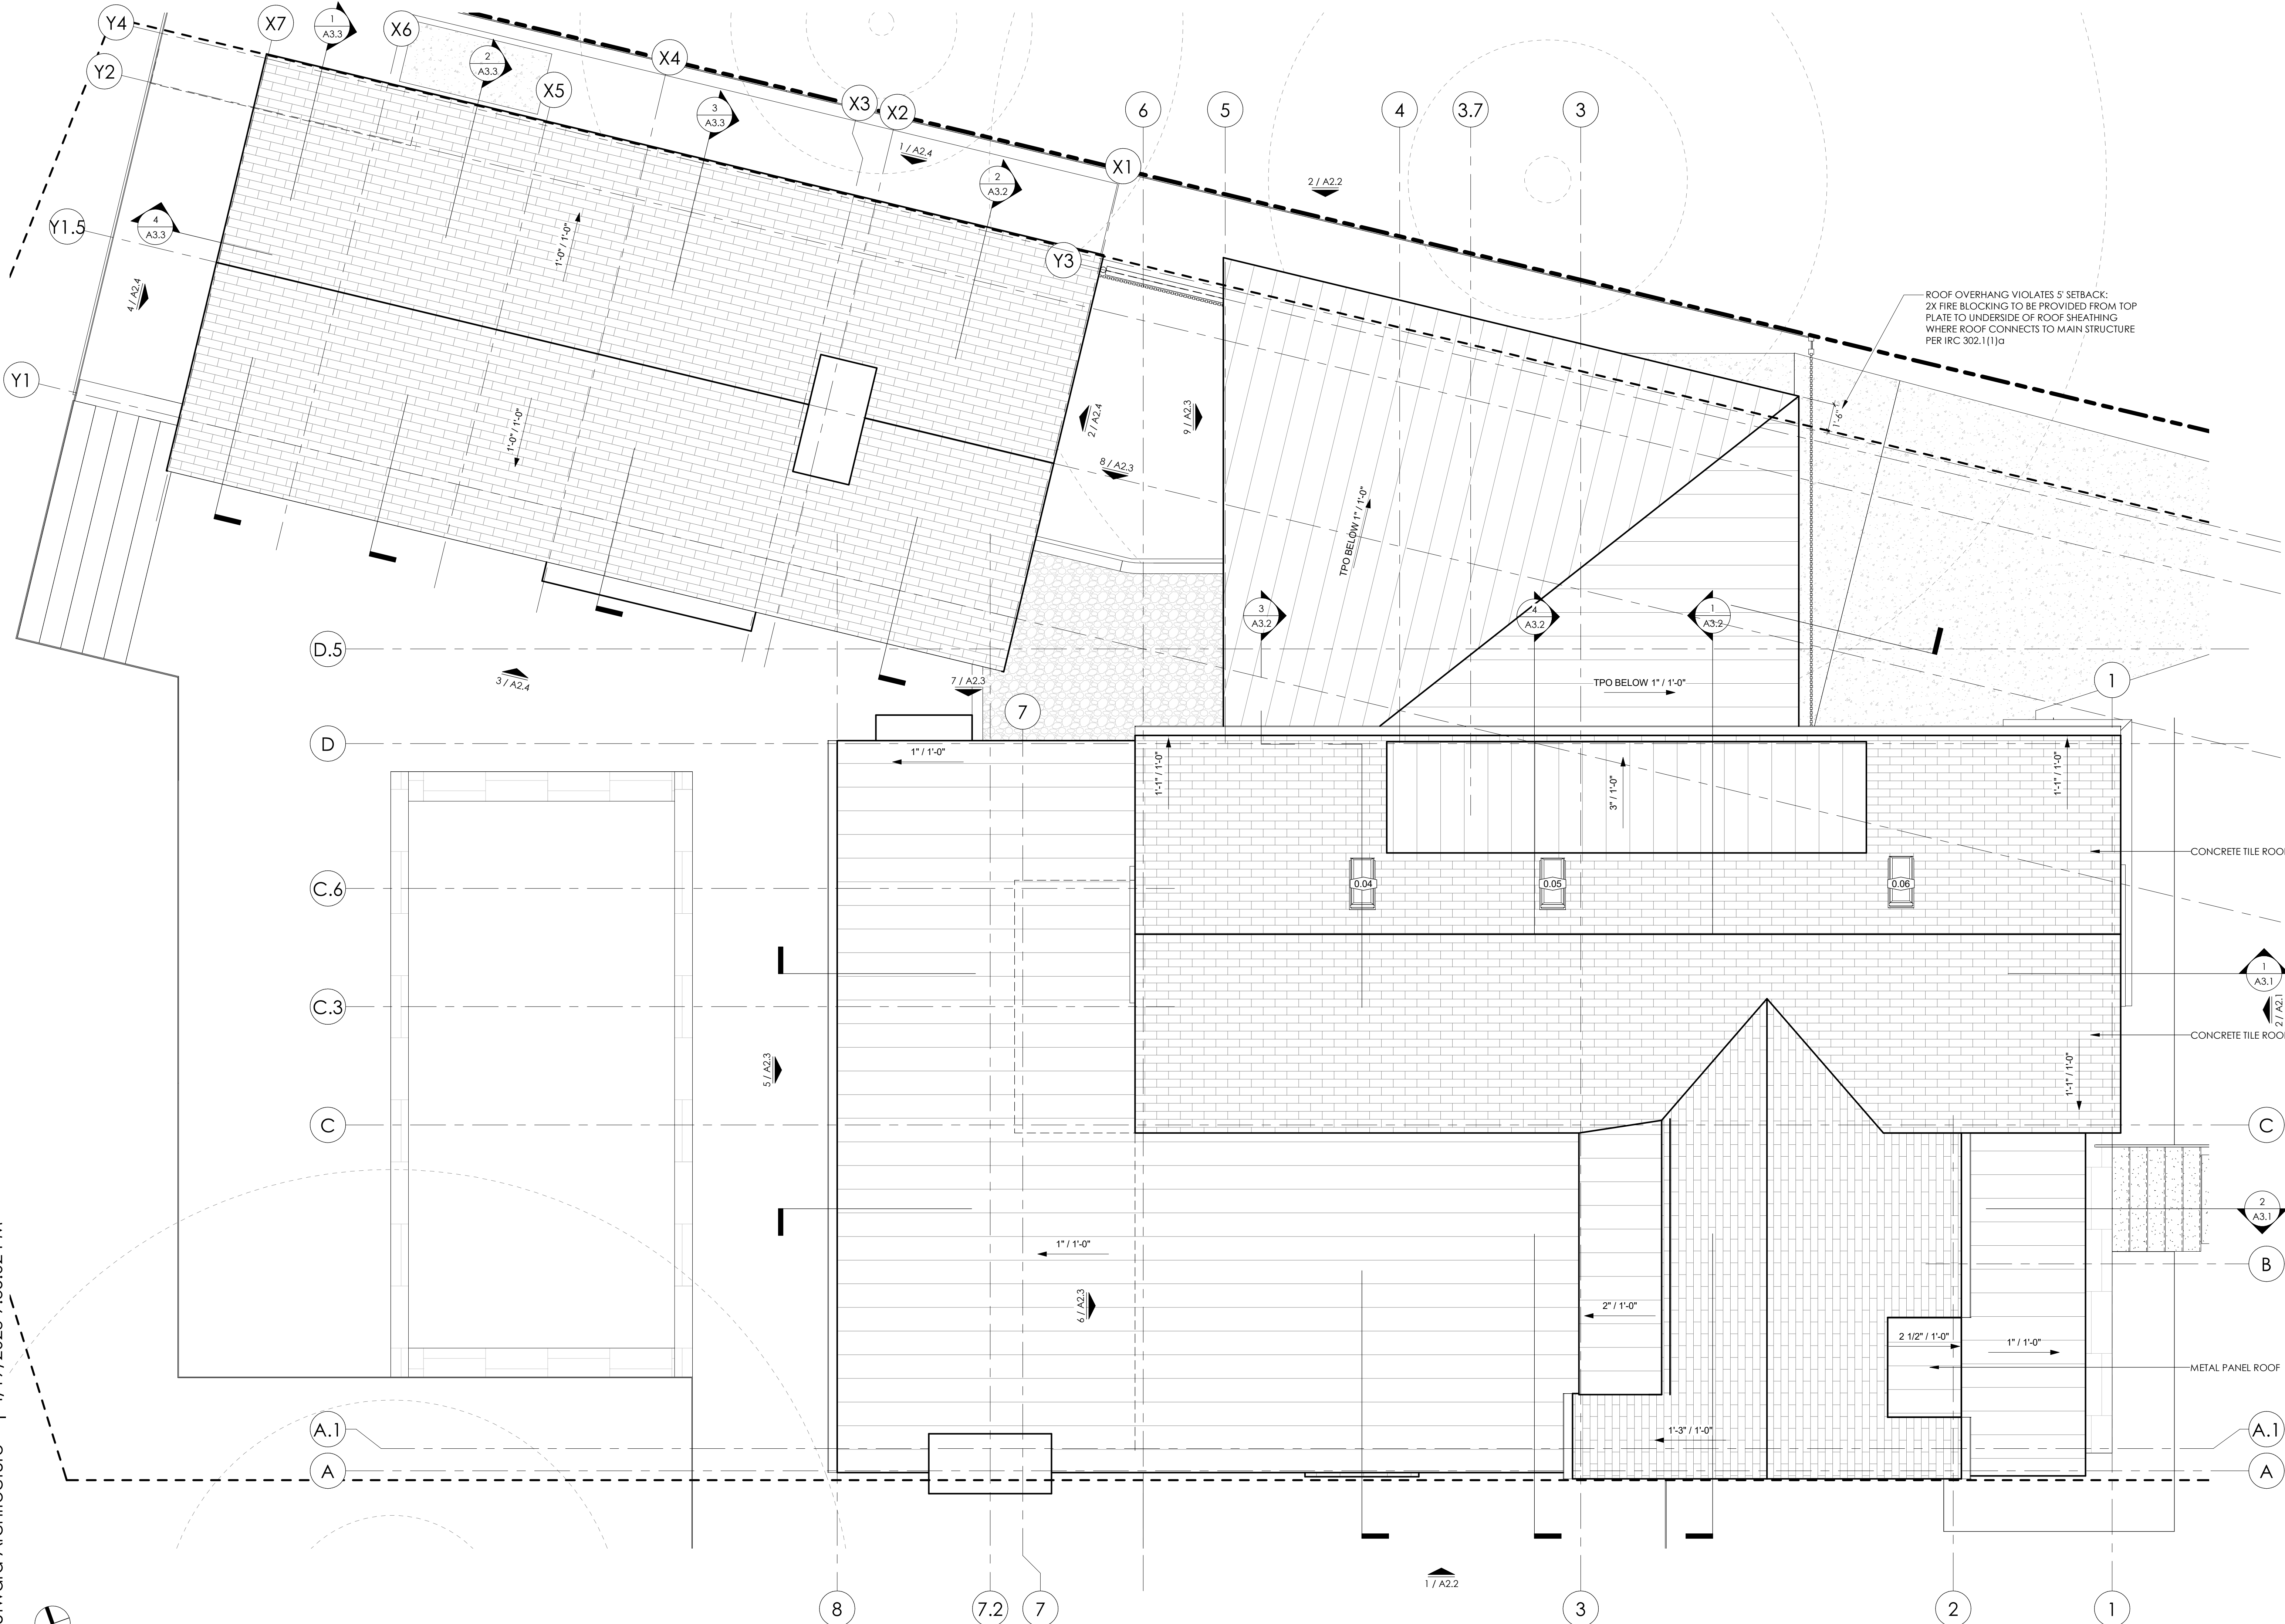 Y4
X7
1
A3.3
X6
2
A3.3
X4
Y2
X5
3
A3.3
X3
X2
6
5
4
3.7
3
1 / A2.4
X1
2
A3.2
2 / A2.2
Y1.5
4
A3.3
1'-0" / 1'-0"
Y3
4 / A2.4
ROOF OVERHANG VIOLATES 5' SETBACK:
2X FIRE BLOCKING TO BE PROVIDED FROM TOP
PLATE TO UNDERSIDE OF ROOF SHEATHING
WHERE ROOF CONNECTS TO MAIN STRUCTURE
PER IRC 302.1(1)a
Y1
1'-0" / 1'-0"
2 / A2.4
9 / A2.3
1'-6"
8 / A2.3
TPO BELOW 1" / 1'-0"
3
A3.2
4
A3.2
1
A3.2
D.5
3 / A2.4
7 / A2.3
TPO BELOW 1" / 1'-0"
1
7
D
1" / 1'-0"
1'-1" / 1'-0"
3" / 1'-0"
1'-1" / 1'-0"
CONCRETE TILE ROOF
C.6
0.04
0.05
0.06
1
A3.1
C.3
2 / A2.1
CONCRETE TILE ROOF
5 / A2.3
1'-1" / 1'-0"
C
C
2
A3.1
1" / 1'-0"
B
6 / A2.3
2" / 1'-0"
2 1/2" / 1'-0"
1" / 1'-0"
METAL PANEL ROOF
A.1
1'-3" / 1'-0"
A.1
A
A
1 / A2.2
8
7.2
7
3
2
1